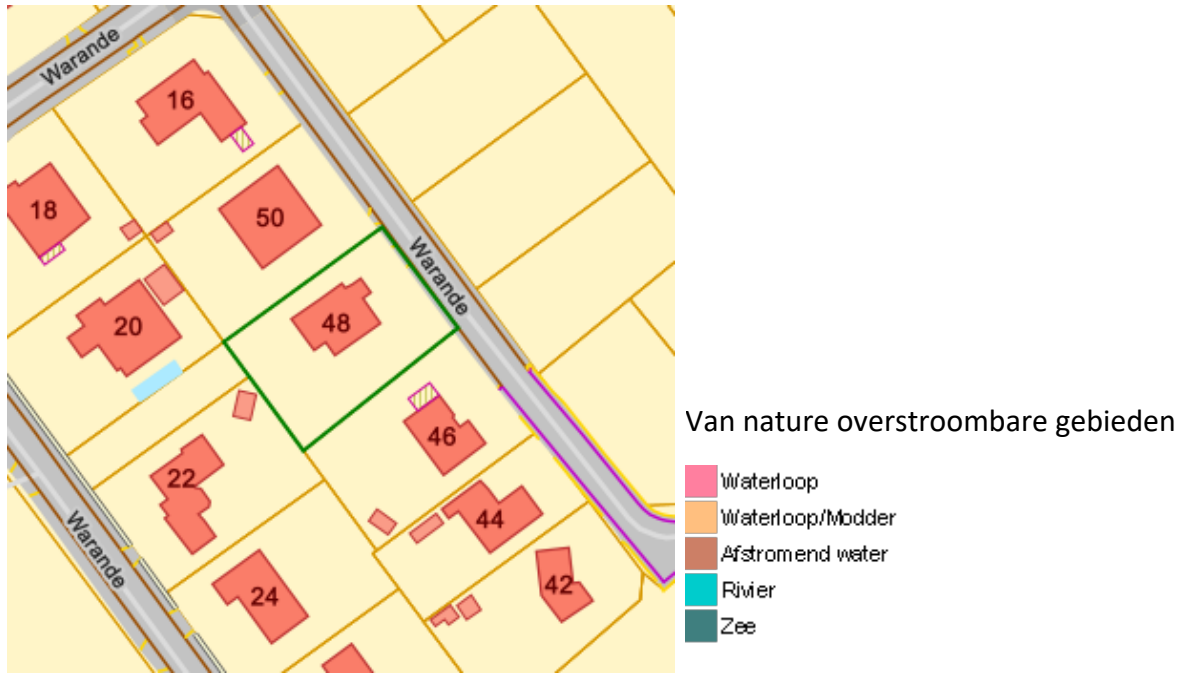 Warande
16
18
50
Warande
20
48
46
22
44
Warande
24
42
Van nature overstroombare gebieden
Waterloop
Waterloop/Modder
Afstromend water
Rivier
Zee